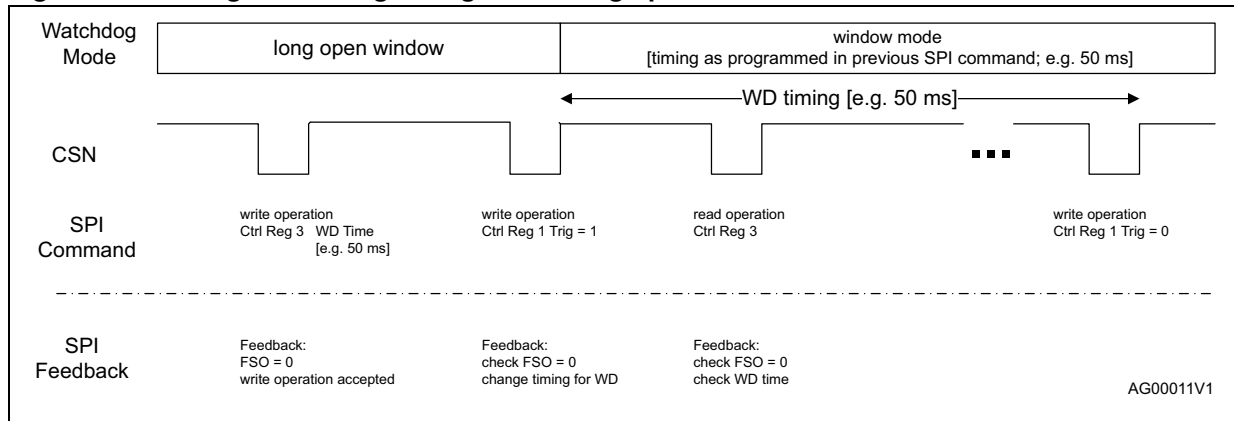 Watchdog
Mode
long open window
window mode
[timing as programmed in previous SPI command; e.g. 50 ms]
WD timing [e.g. 50 ms]
CSN
SPI
Command
write operation
Ctrl Reg 3 WD Time
[e.g. 50 ms]
write operation
Ctrl Reg 1 Trig = 1
read operation
Ctrl Reg 3
write operation
Ctrl Reg 1 Trig = 0
SPI
Feedback
Feedback:
FSO = 0
write operation accepted
Feedback:
check FSO = 0
change timing for WD
Feedback:
check FSO = 0
check WD time
AG00011V1